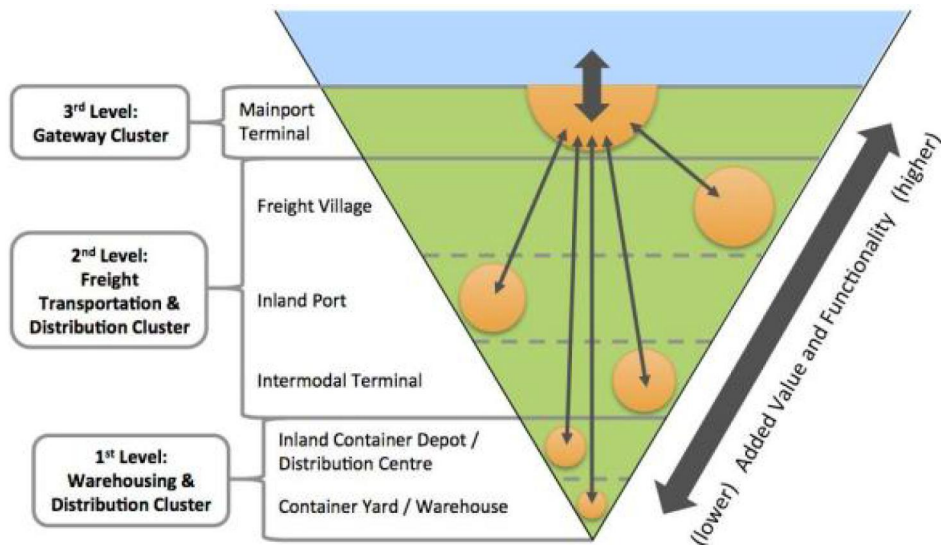 3rd Level:
Gateway Cluster
Mainport
Terminal
2nd Level:
Freight
Transportation &
Distribution Cluster
Freight Village
Inland Port
Intermodal Terminal
1st Level:
Warehousing &
Distribution Cluster
Inland Container Depot /
Distribution Centre
Container Yard / Warehouse
(lower) Added Value and Functionality (higher)